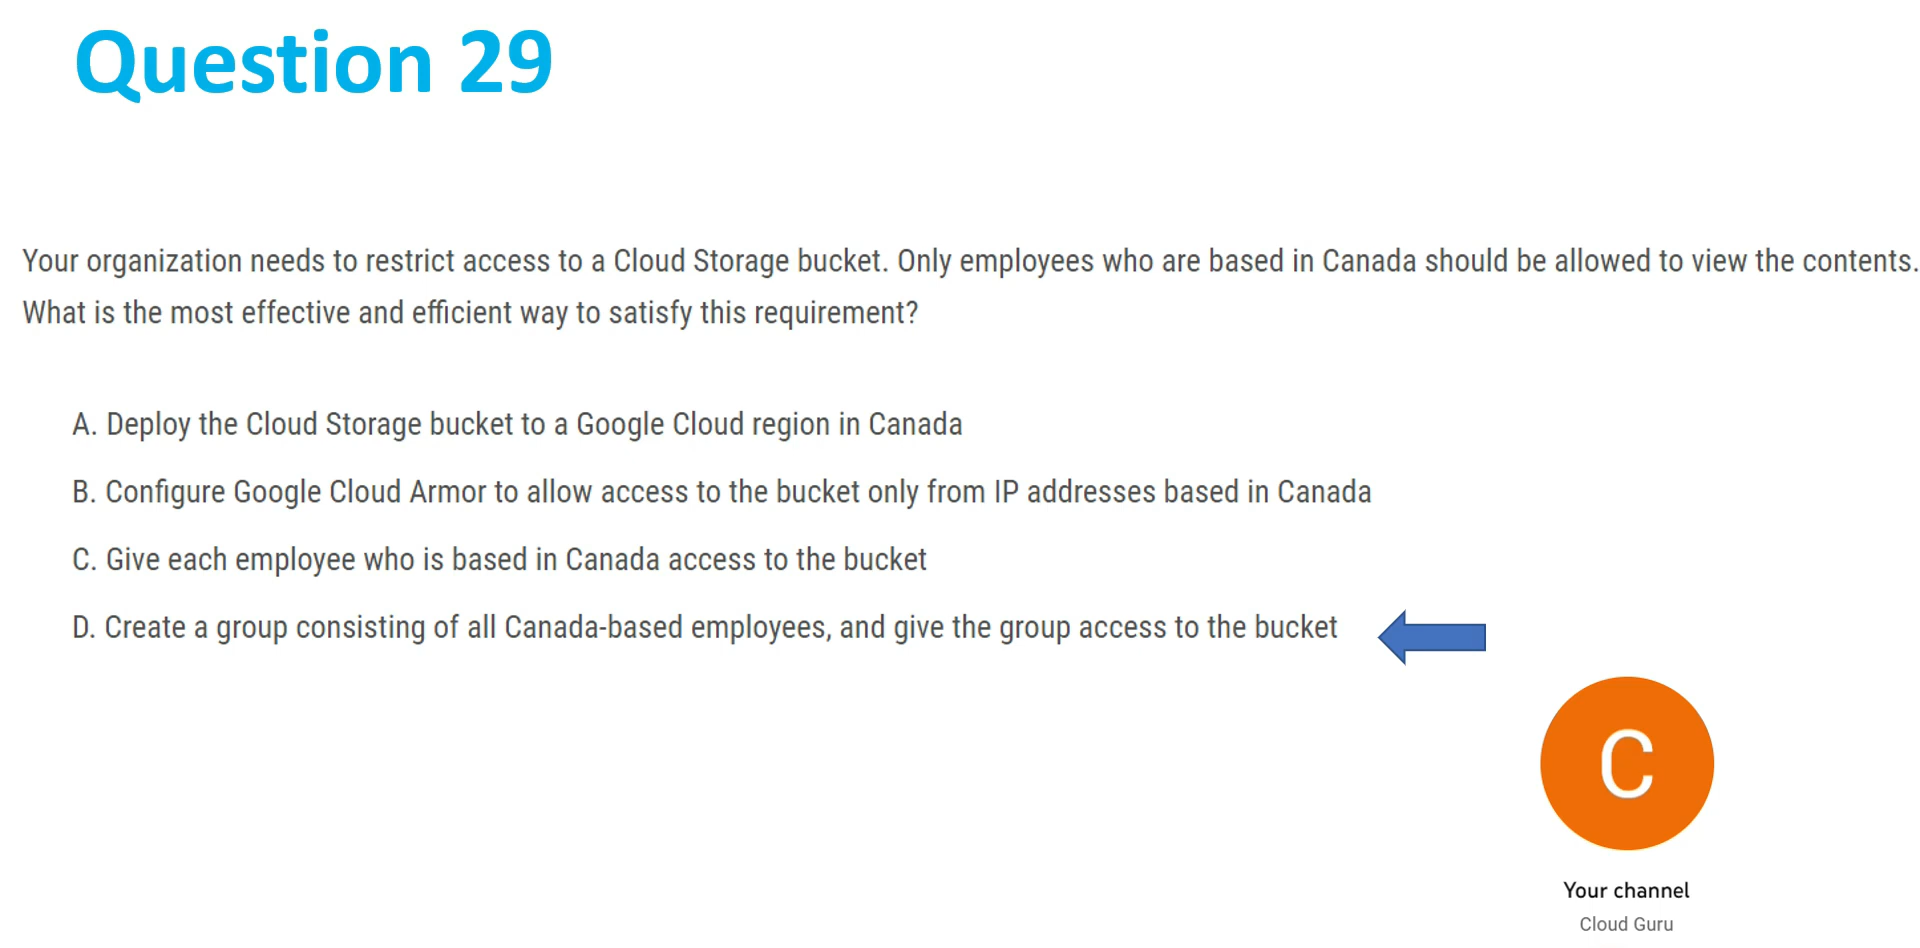 Question 29
Your organization needs to restrict access to a Cloud Storage bucket. Only employees who are based in Canada should be allowed to view the contents.
What is the most effective and efficient way to satisfy this requirement?
A. Deploy the Cloud Storage bucket to a Google Cloud region in Canada
B. Configure Google Cloud Armor to allow access to the bucket only from IP addresses based in Canada
C. Give each employee who is based in Canada access to the bucket
D. Create a group consisting of all Canada-based employees, and give the group access to the bucket
C
Your channel
Cloud Guru